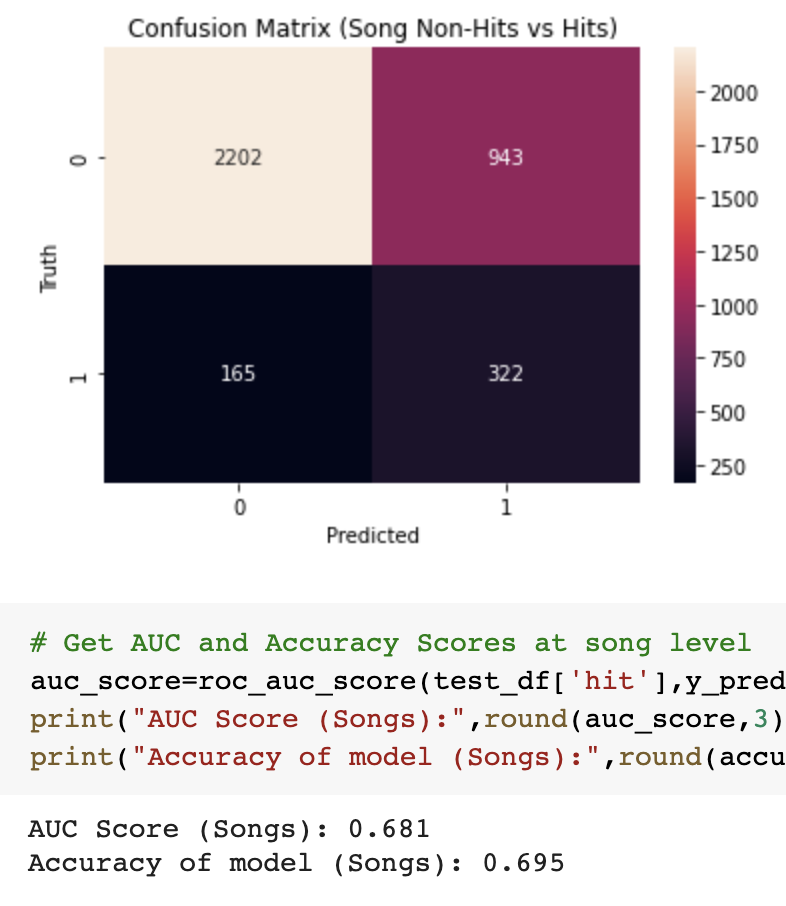 Confusion Matrix (Song Non-Hits vs Hits)
2000
0 2202 943
1750
1500
Truth
1250
1000
1 165 322
750
500
250
0 1
Predicted
# Get AUC and Accuracy Scores at song level
auc_score=roc_auc_score(test_df['hit'],y_pred
print("AUC Score (Songs):",round(auc_score,3)
print("Accuracy of model (Songs):",round(accu
AUC Score (Songs): 0.681
Accuracy of model (Songs): 0.695